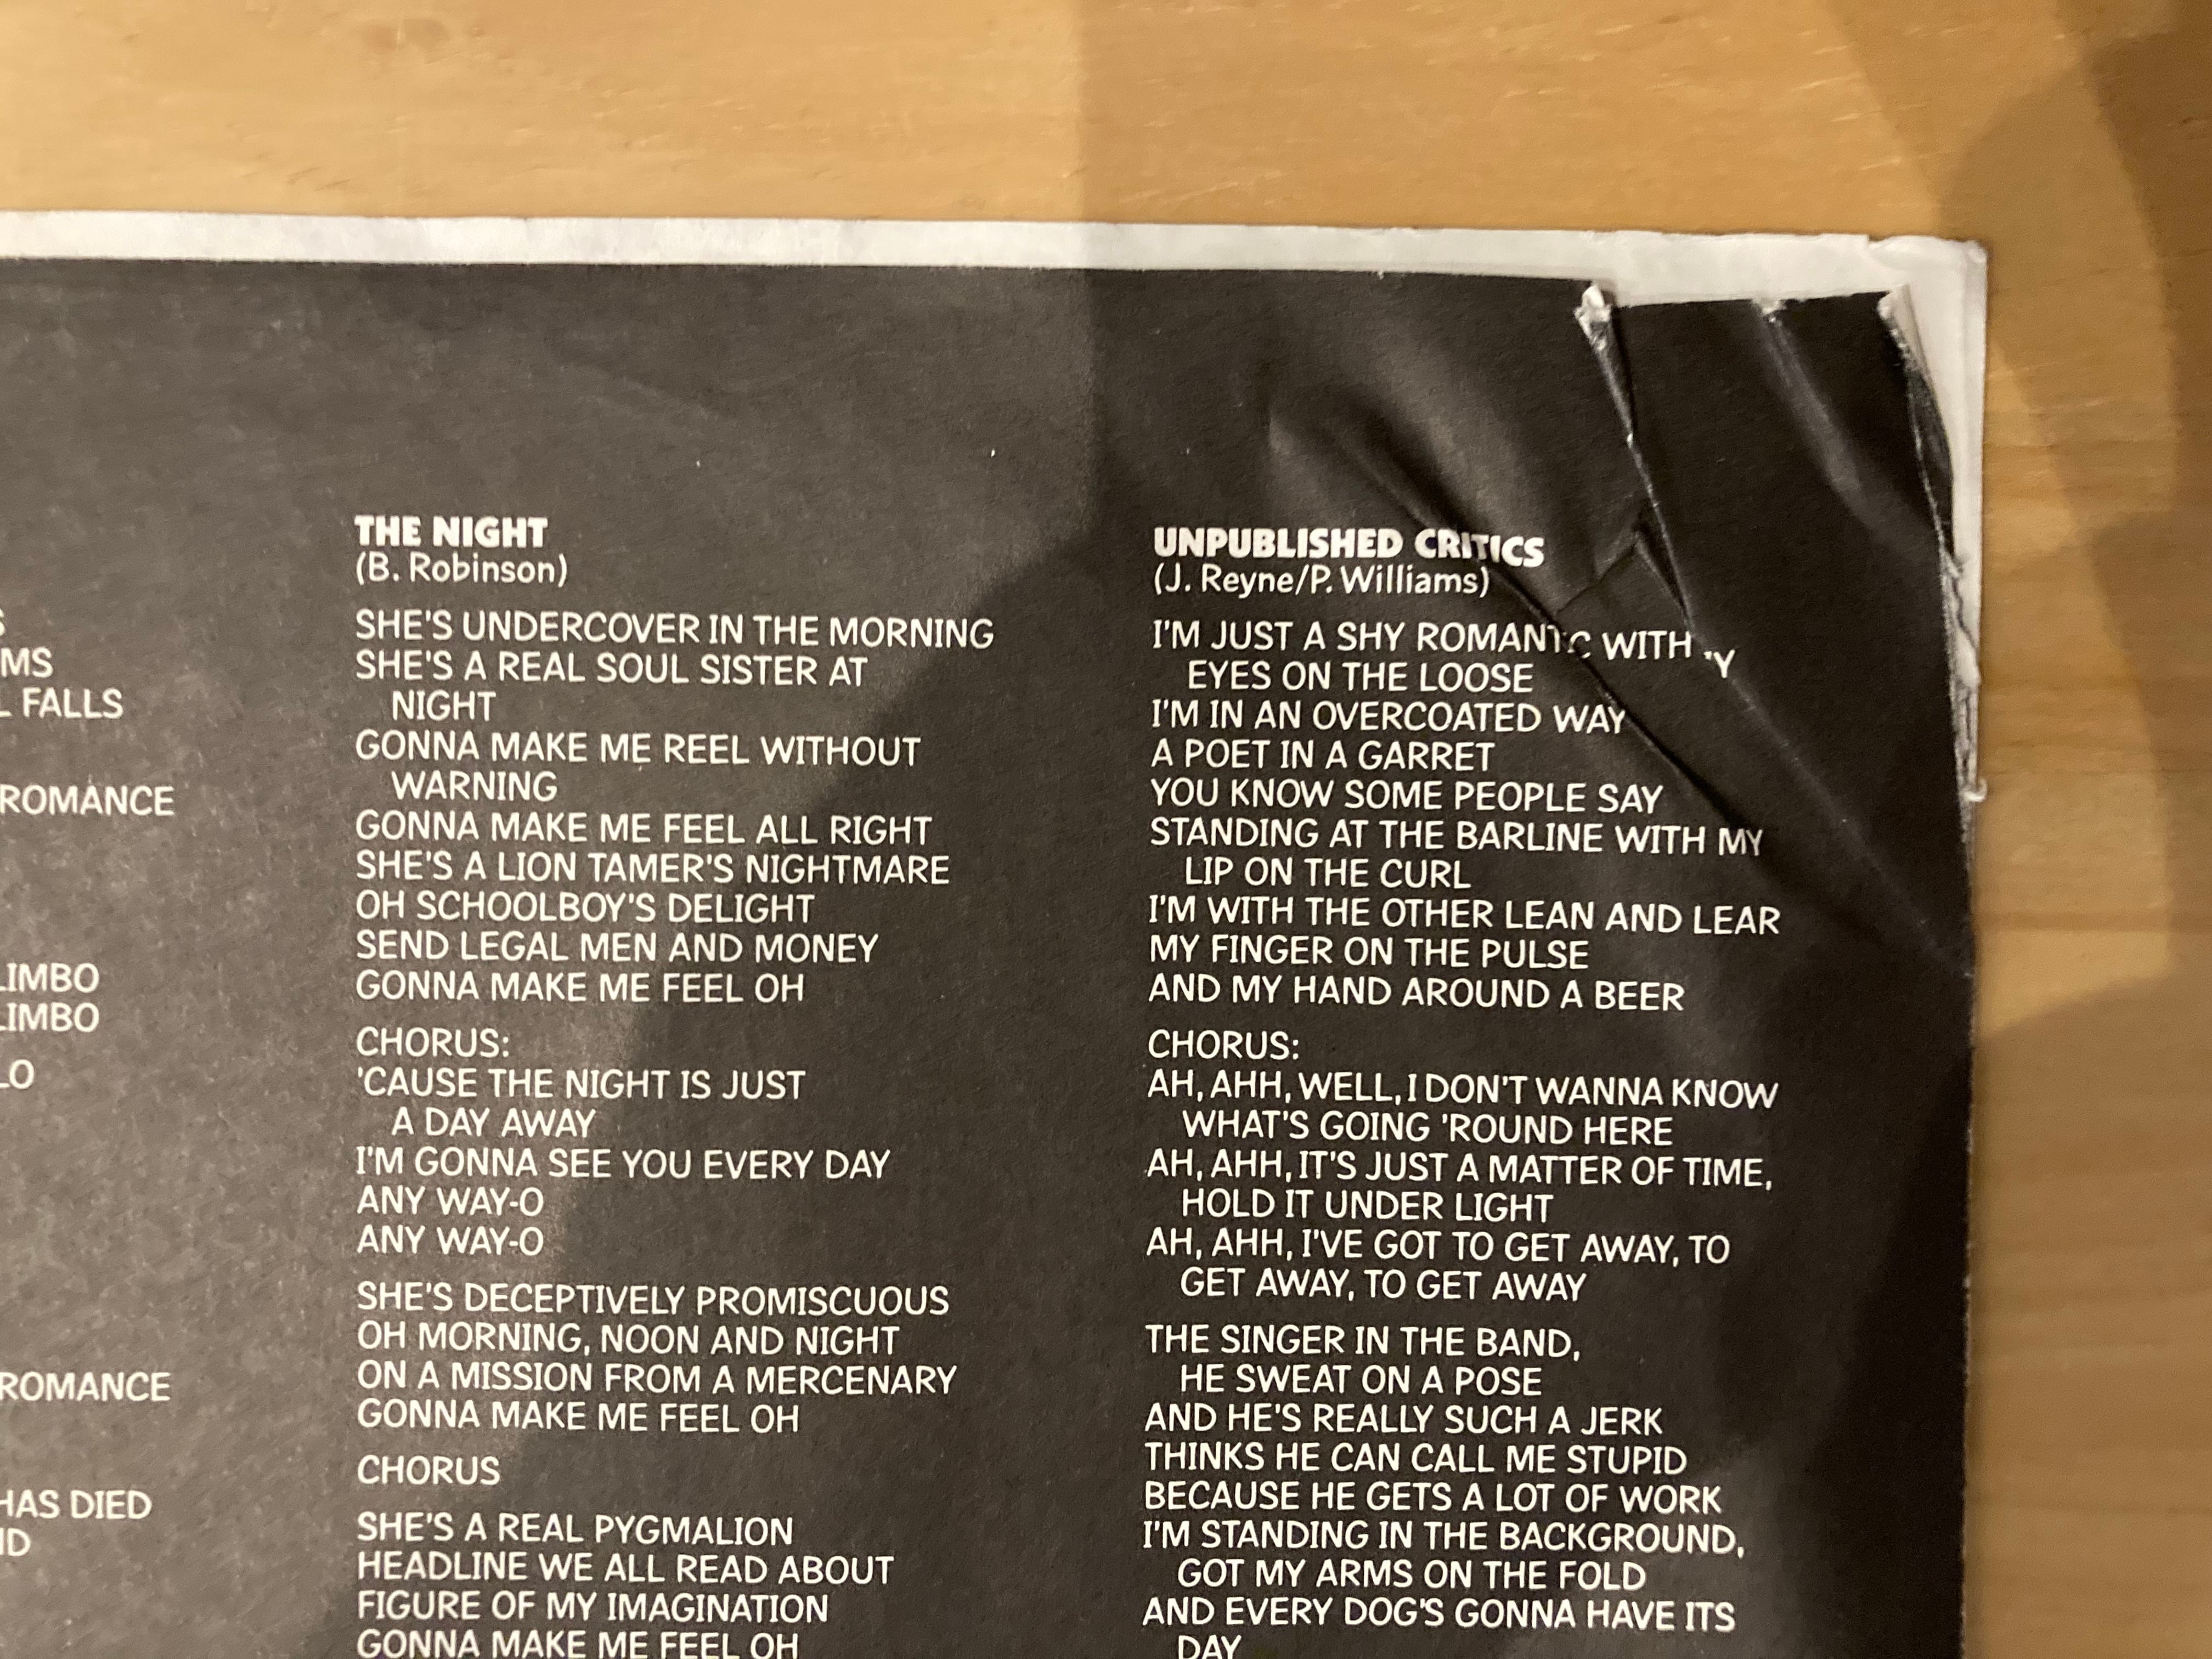 S
MS
L FALLS
ROMANCE
LIMBO
LIMBO
LO
ROMANCE
HAS DIED
ND
THE NIGHT
(B. Robinson)
SHE'S UNDERCOVER IN THE MORNING
SHE'S A REAL SOUL SISTER AT
NIGHT
GONNA MAKE ME REEL WITHOUT
WARNING
GONNA MAKE ME FEEL ALL RIGHT
SHE'S A LION TAMER'S NIGHTMARE
OH SCHOOLBOY'S DELIGHT
SEND LEGAL MEN AND MONEY
GONNA MAKE ME FEEL OH
CHORUS:
'CAUSE THE NIGHT IS JUST
A DAY AWAY
I'M GONNA SEE YOU EVERY DAY
ANY WAY-O
ANY WAY-O
SHE'S DECEPTIVELY PROMISCUOUS
OH MORNING, NOON AND NIGHT
ON A MISSION FROM A MERCENARY
GONNA MAKE ME FEEL OH
CHORUS
SHE'S A REAL PYGMALION
HEADLINE WE ALL READ ABOUT
FIGURE OF MY IMAGINATION
GONNA MAKE ME FEEL OH
UNPUBLISHED CRITICS
(J. Reyne/P. Williams)
I'M JUST A SHY ROMANTIC WITH
EYES ON THE LOOSE
I'M IN AN OVERCOATED WAY
A POET IN A GARRET
YOU KNOW SOME PEOPLE SAY
STANDING AT THE BARLINE WITH MY
LIP ON THE CURL
I'M WITH THE OTHER LEAN AND LEAR
MY FINGER ON THE PULSE
AND MY HAND AROUND A BEER
CHORUS:
AH, AHH, WELL, I DON'T WANNA KNOW
WHAT'S GOING 'ROUND HERE
AH, AHH, IT'S JUST A MATTER OF TIME,
HOLD IT UNDER LIGHT
AH, AHH, I'VE GOT TO GET AWAY, TO
GET AWAY, TO GET AWAY
THE SINGER IN THE BAND,
HE SWEAT ON A POSE
AND HE'S REALLY SUCH A JERK
THINKS HE CAN CALL ME STUPID
BECAUSE HE GETS A LOT OF WORK
I'M STANDING IN THE BACKGROUND,
GOT MY ARMS ON THE FOLD
AND EVERY DOG'S GONNA HAVE ITS
DAY